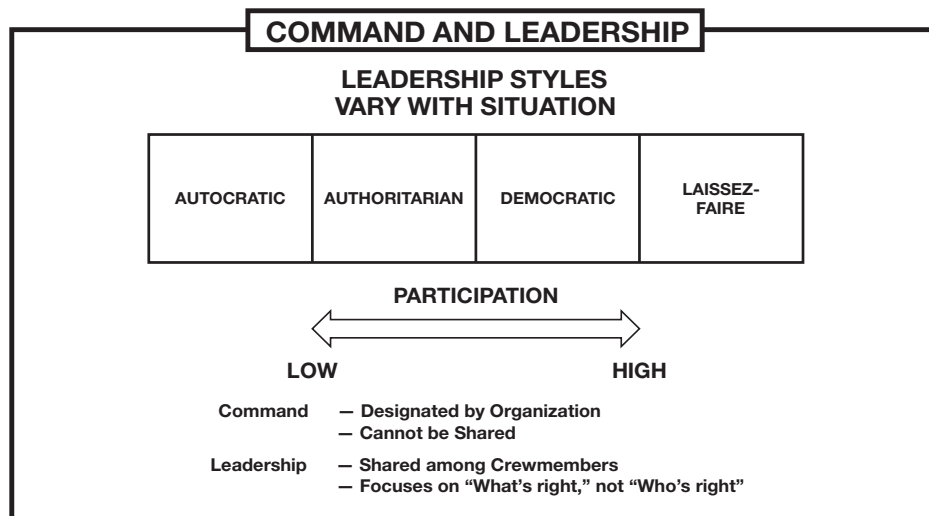 COMMAND AND LEADERSHIP
LEADERSHIP STYLES
VARY WITH SITUATION
AUTOCRATIC
AUTHORITARIAN
DEMOCRATIC
LAISSEZ-
FAIRE
PARTICIPATION
LOW
HIGH
Command — Designated by Organization
— Cannot be Shared
Leadership — Shared among Crewmembers
— Focuses on “What’s right,” not “Who’s right”